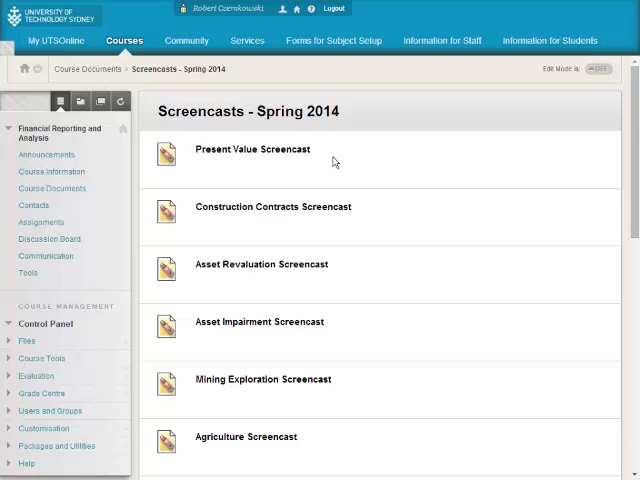 UNIVERSITY OF
TECHNOLOGY SYDNEY
Robert Czernkowski
Logout
My UTSOnline
Courses
Community
Services
Forms for Subject Setup
Information for Staff
Information for Students
Course Documents > Screencasts - Spring 2014
Edit Mode is:
Financial Reporting and
Analysis
Announcements
Course Information
Course Documents
Contacts
Assignments
Discussion Board
Communication
Tools
COURSE MANAGEMENT
Control Panel
Files
Course Tools
Evaluation
Grade Centre
Users and Groups
Customisation
Packages and Utilities
Help
Screencasts - Spring 2014
Present Value Screencast
Construction Contracts Screencast
Asset Revaluation Screencast
Asset Impairment Screencast
Mining Exploration Screencast
Agriculture Screencast